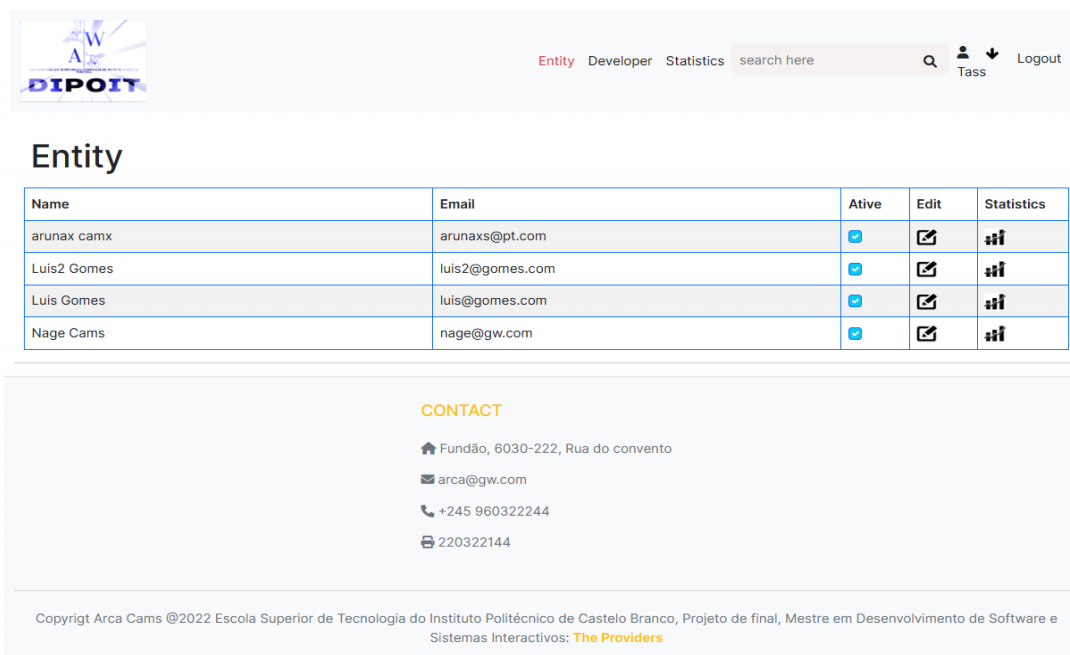 A W
DIPOIT
Entity Developer Statistics search here Tass Logout
Entity
Name Email Ative Edit Statistics
arunax camx arunaxs@pt.com
Luis2 Gomes luis2@gomes.com
Luis Gomes luis@gomes.com
Nage Cams nage@gw.com
CONTACT
Fundão, 6030-222, Rua do convento
arca@gw.com
+245 960322244
220322144
Copyrigt Arca Cams @2022 Escola Superior de Tecnologia do Instituto Politécnico de Castelo Branco, Projeto de final, Mestre em Desenvolvimento de Software e
Sistemas Interactivos: The Providers